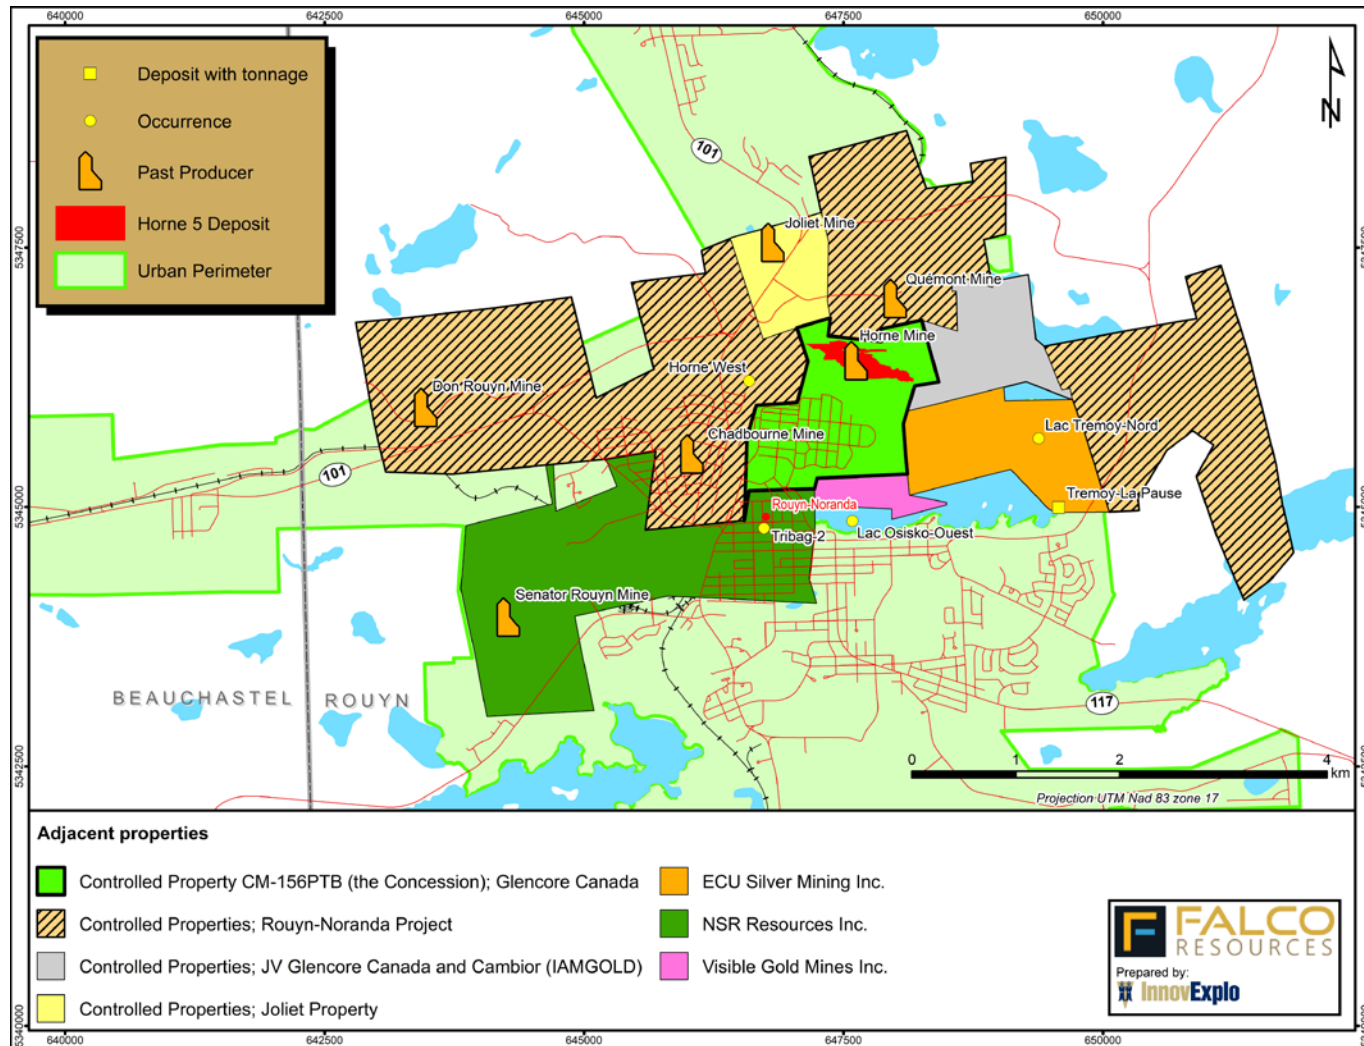 640000
642500
645000
647500
650000
Deposit with tonnage
Occurrence
Past Producer
Horne 5 Deposit
Urban Perimeter
N
101
Joliet Mine
5347500
5347500
Quémont Mine
Horne Mine
Horne West
Don Rouyn Mine
Chadbourne Mine
Lac Tremoy-Nord
101
Tremoy-La Pause
5345000
5345000
Rouyn-Noranda
Tribag-2
Lac Osisko-Ouest
Senator Rouyn Mine
BEAUCHASTEL
ROUYN
117
5342500
5342500
0
1
2
4
km
Projection UTM Nad 83 zone 17
Adjacent properties
Controlled Property CM-156PTB (the Concession); Glencore Canada
Controlled Properties; Rouyn-Noranda Project
Controlled Properties; JV Glencore Canada and Cambior (IAMGOLD)
Controlled Properties; Joliet Property
ECU Silver Mining Inc.
NSR Resources Inc.
Visible Gold Mines Inc.
FALCO
RESOURCES
Prepared by:
InnovExplo
5340000
5340000
640000
642500
645000
647500
650000